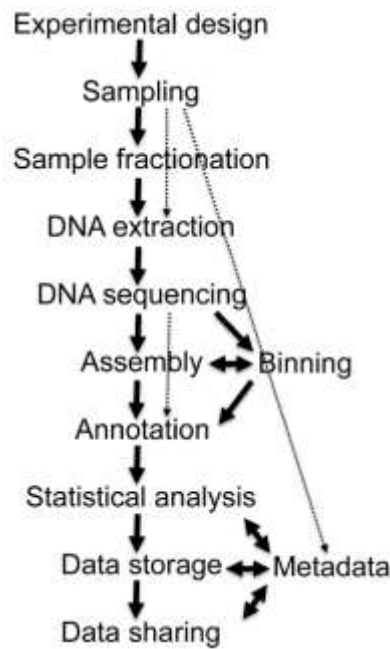 Experimental design
Sampling
Sample fractionation
DNA extraction
DNA sequencing
Assembly Binning
Annotation
Statistical analysis
Data storage Metadata
Data sharing